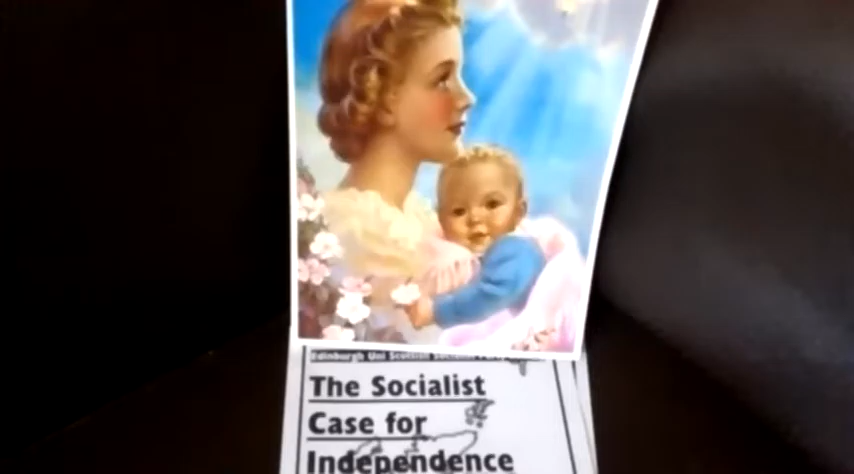 Edinburgh Uni Scottish Socialist
The Socialist
Case for
Independence